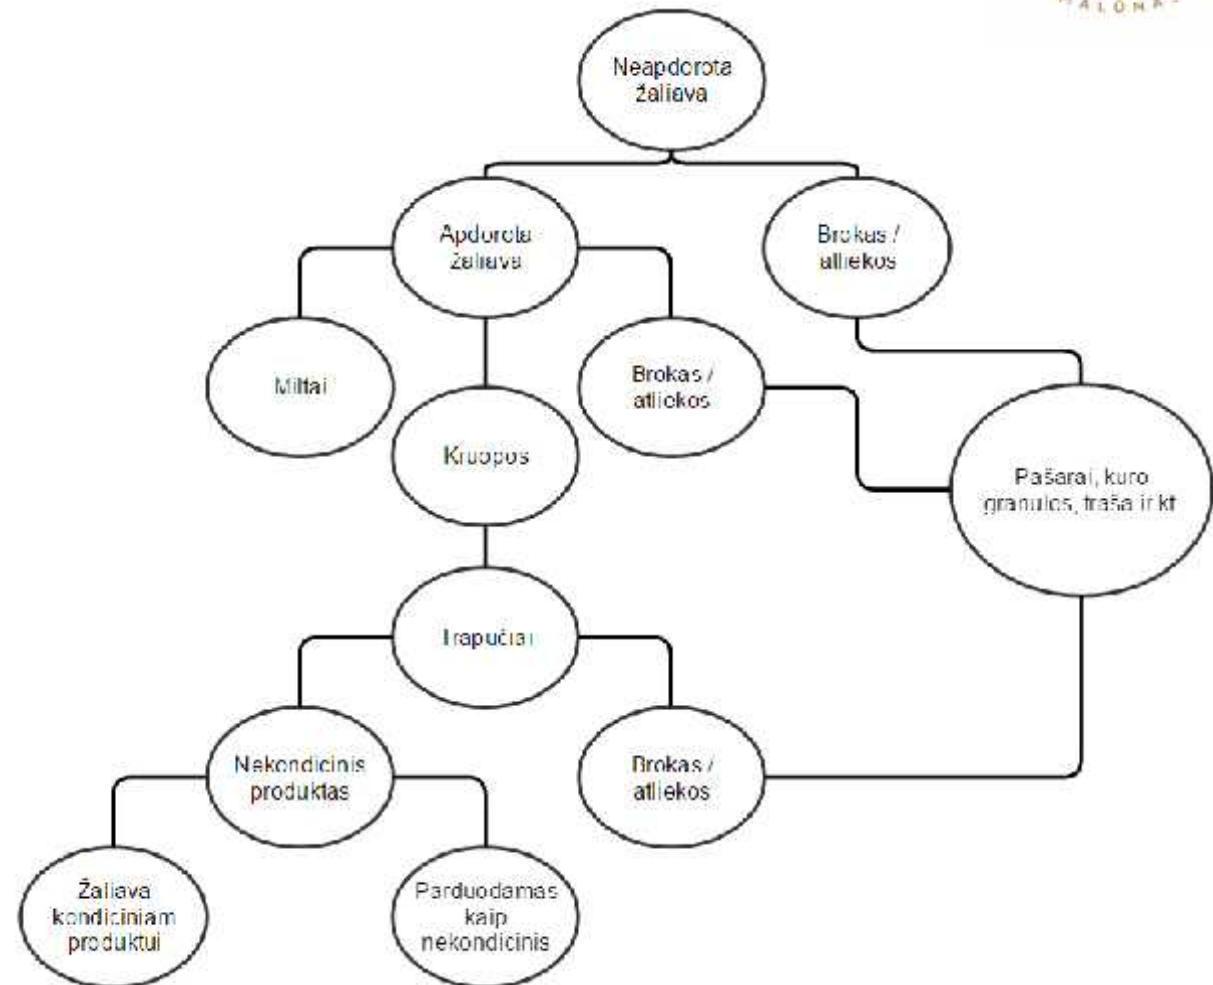 Neapdorota
žaliava
Apdorota
žaliava
Brokas /
atliekos
Miltai
Brokas /
atliekos
Kruopos
Pašarai, kuro
granulos, trąša ir kt
Trapučiai
Nekondicinis
produktas
Brokas /
atliekos
Žaliava
kondiciniam
produktui
Parduodamas
kaip
nekondicinis